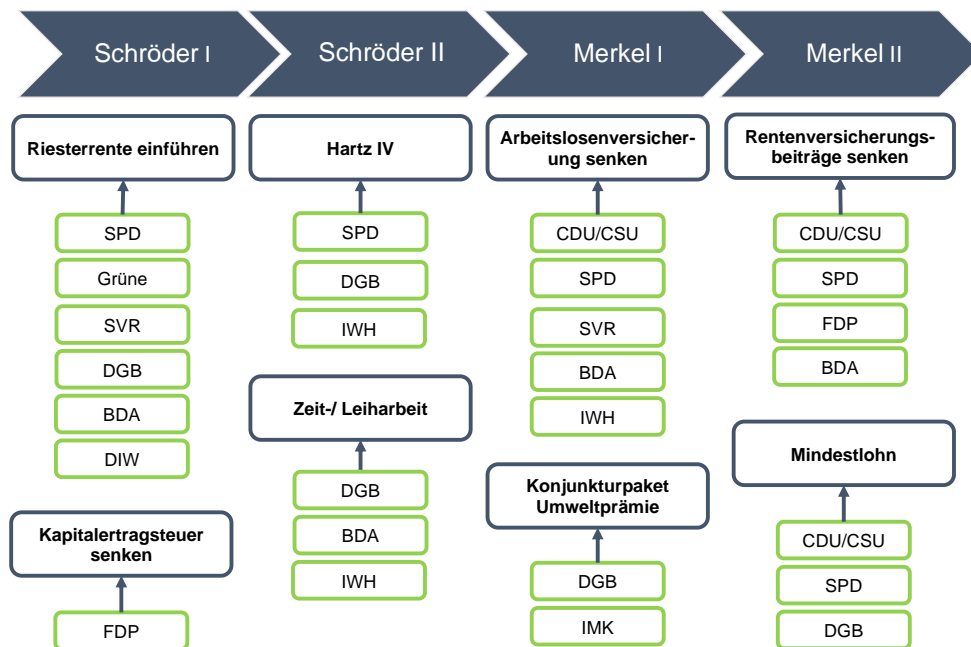 Schröder I
Schröder II
Merkel I
Merkel II
Riesterrente einführen
SPD
Grüne
SVR
DGB
BDA
DIW
Kapitalertragsteuer
senken
FDP
Hartz IV
SPD
DGB
IWH
Zeit-/ Leiharbeit
DGB
BDA
IWH
Arbeitslosenversicher-
ung senken
CDU/CSU
SPD
SVR
BDA
IWH
Konjunkturpaket
Umweltprämie
DGB
IMK
Rentenversicherungs-
beiträge senken
CDU/CSU
SPD
FDP
BDA
Mindestlohn
CDU/CSU
SPD
DGB